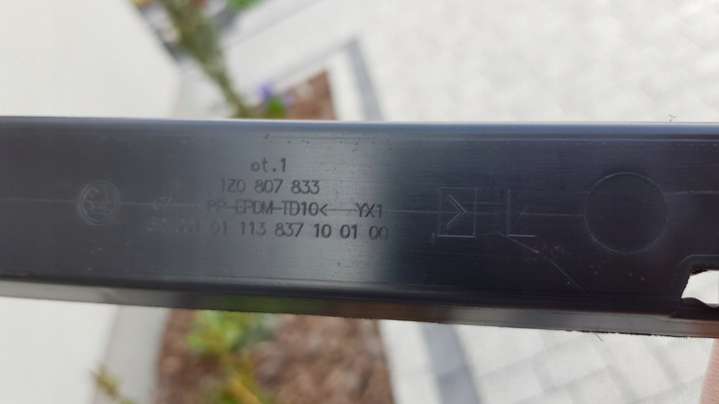 ot.1
1Z0 807 833
PP-EPDM-TD10< YX1
01 113 837 10 01 00
L